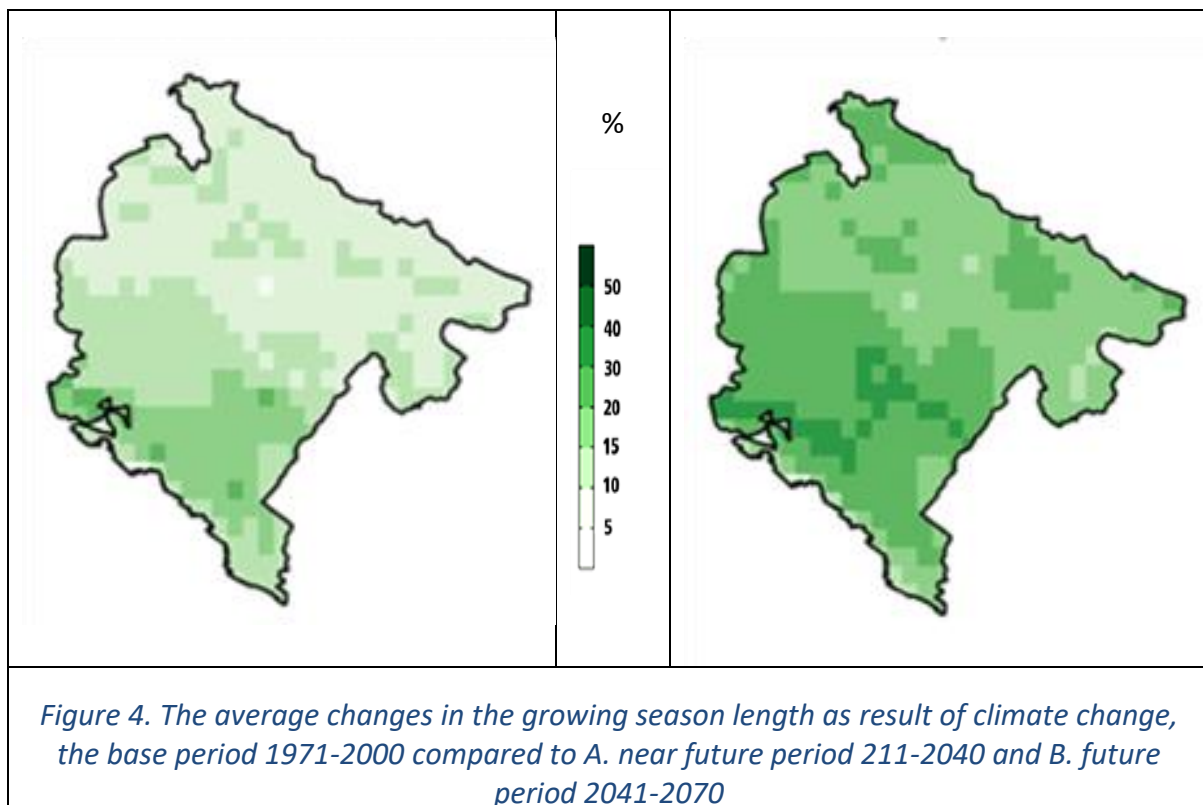 %
50
40
30
20
15
10
5
Figure 4. The average changes in the growing season length as result of climate change,
the base period 1971-2000 compared to A. near future period 211-2040 and B. future
period 2041-2070